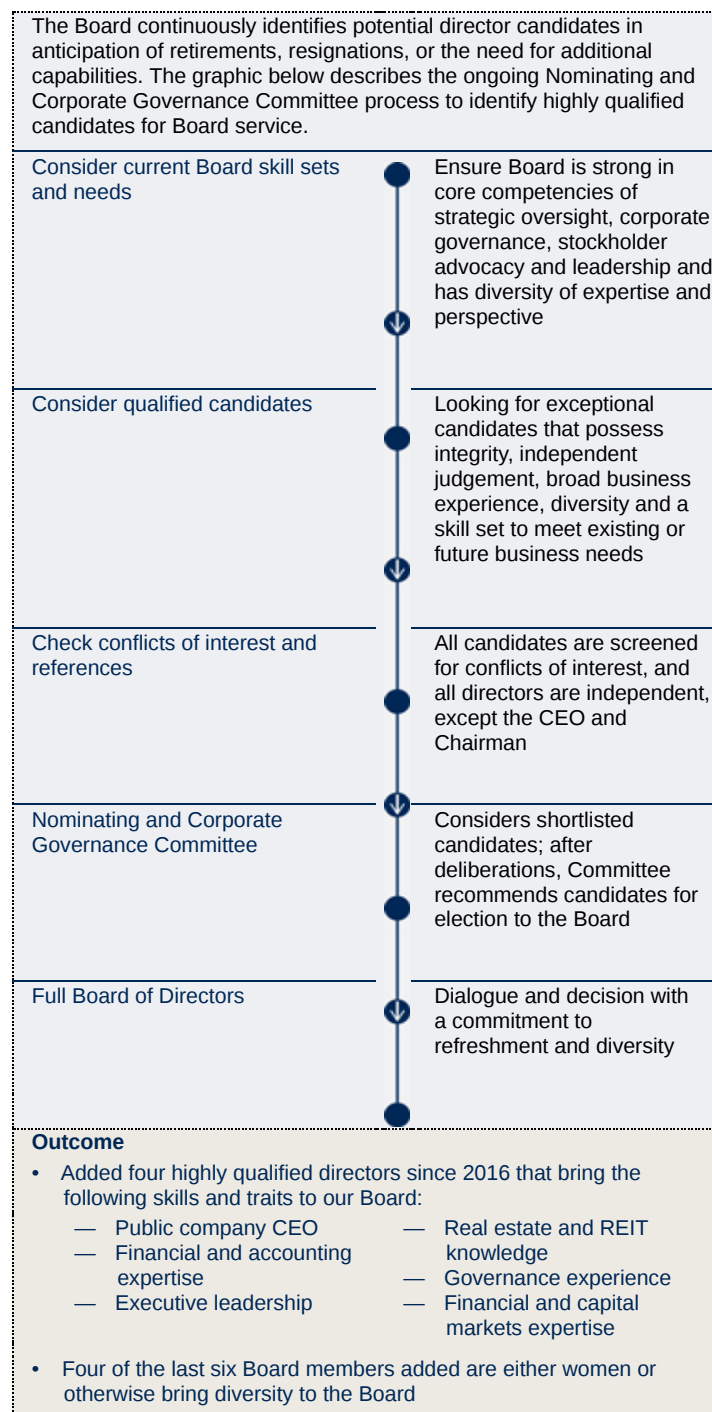 The Board continuously identifies potential director candidates in
anticipation of retirements, resignations, or the need for additional
capabilities. The graphic below describes the ongoing Nominating and
Corporate Governance Committee process to identify highly qualified
candidates for Board service.
Consider current Board skill sets
and needs
Ensure Board is strong in
core competencies of
strategic oversight, corporate
governance, stockholder
advocacy and leadership and
has diversity of expertise and
perspective
Consider qualified candidates
Looking for exceptional
candidates that possess
integrity, independent
judgement, broad business
experience, diversity and a
skill set to meet existing or
future business needs
Check conflicts of interest and
references
All candidates are screened
for conflicts of interest, and
all directors are independent,
except the CEO and
Chairman
Nominating and Corporate
Governance Committee
Considers shortlisted
candidates; after
deliberations, Committee
recommends candidates for
election to the Board
Full Board of Directors
Dialogue and decision with
a commitment to
refreshment and diversity
Outcome
• Added four highly qualified directors since 2016 that bring the
following skills and traits to our Board:
— Public company CEO
— Financial and accounting
expertise
— Executive leadership
— Real estate and REIT
knowledge
— Governance experience
— Financial and capital
markets expertise
• Four of the last six Board members added are either women or
otherwise bring diversity to the Board